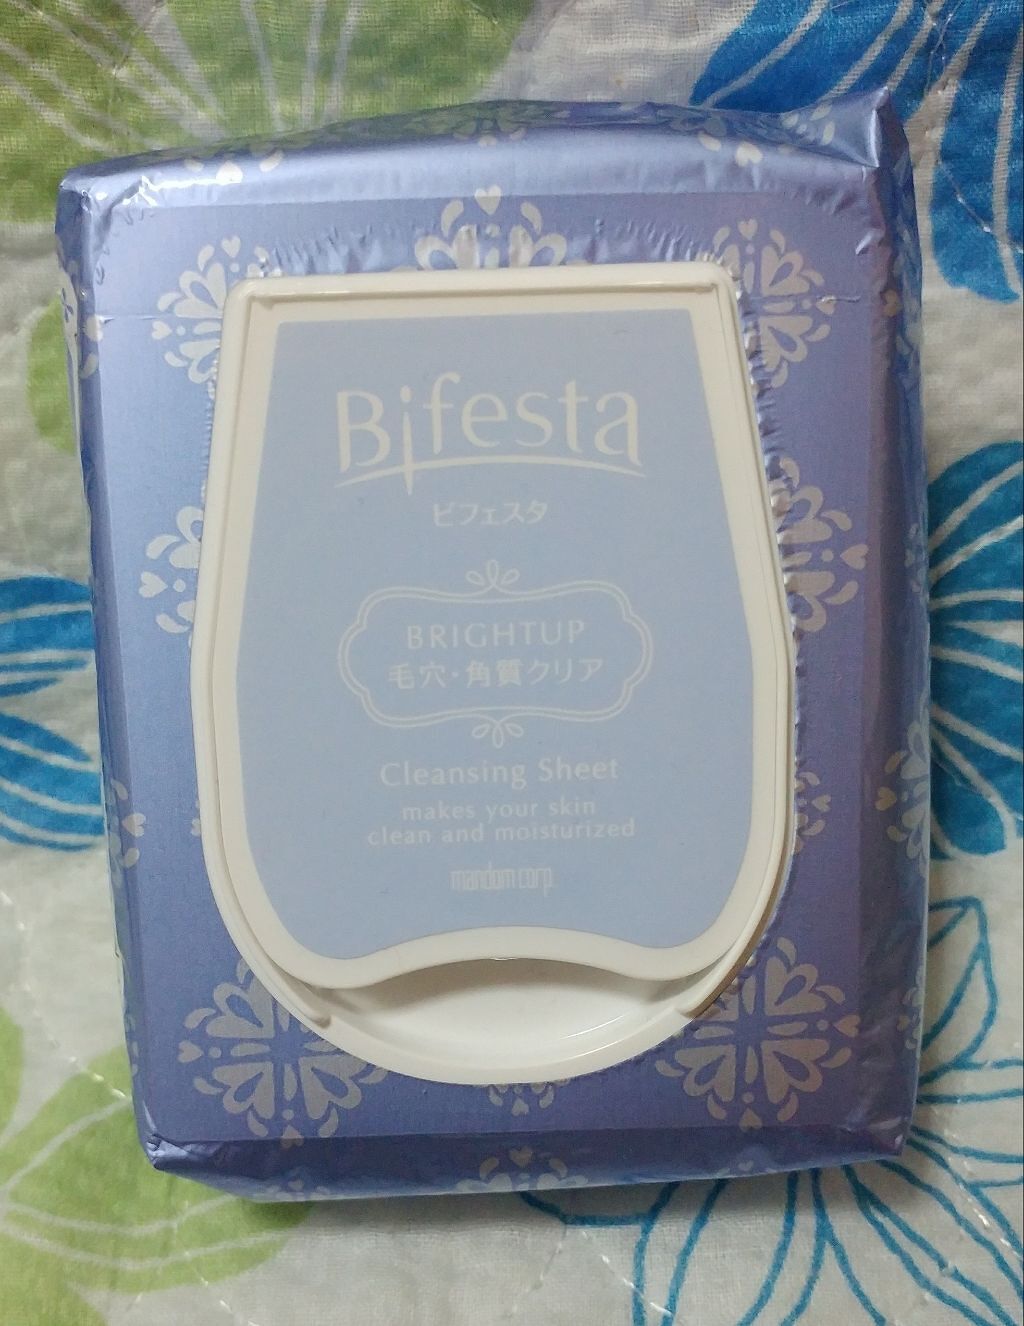 Bifesta
ビフェスタ
BRIGHTUP
毛穴・角質クリア
Cleansing Sheet
makes your skin
clean and moisturized
mandom corp.